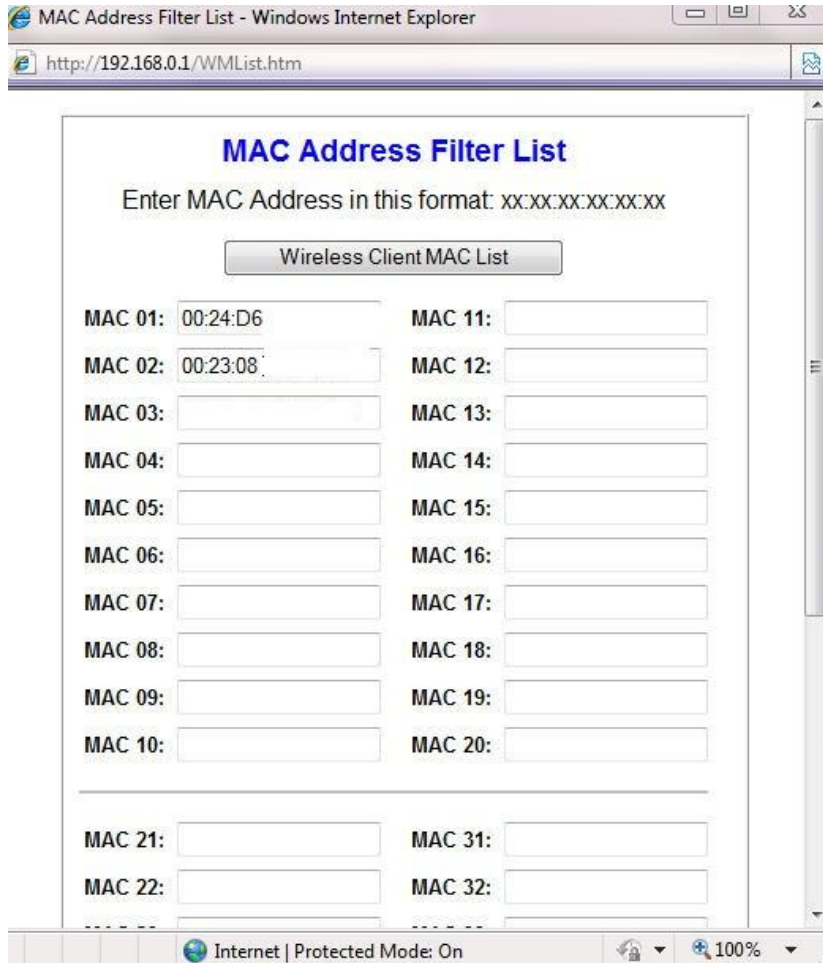 MAC Address Filter List - Windows Internet Explorer
http://192.168.0.1/WMList.htm
MAC Address Filter List
Enter MAC Address in this format: xx:xx:xx:xx:xx:xx
Wireless Client MAC List
MAC 01: 00:24:D6 MAC 11:
MAC 02: 00:23:08 MAC 12:
MAC 03: MAC 13:
MAC 04: MAC 14:
MAC 05: MAC 15:
MAC 06: MAC 16:
MAC 07: MAC 17:
MAC 08: MAC 18:
MAC 09: MAC 19:
MAC 10: MAC 20:
MAC 21: MAC 31:
MAC 22: MAC 32:
Internet | Protected Mode: On 100%